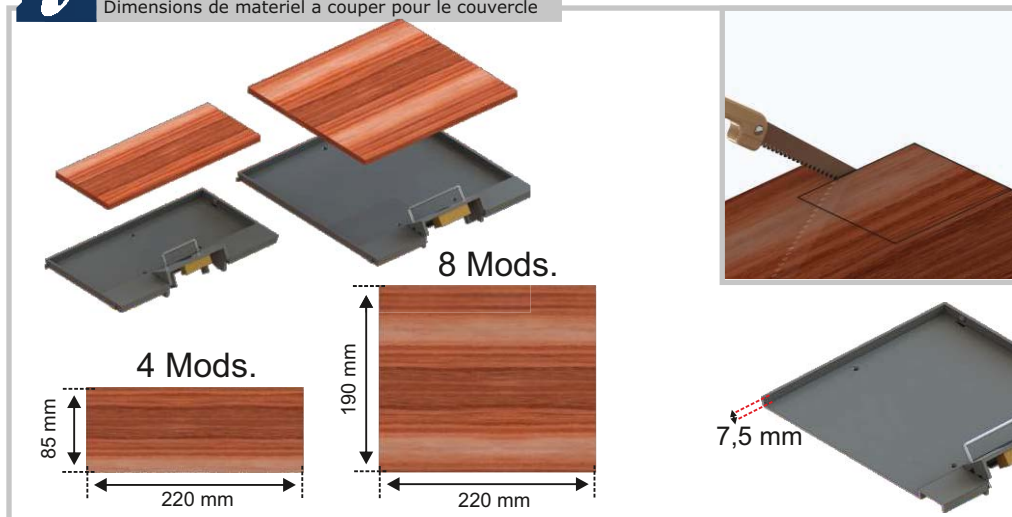 Dimensions de materiel a couper pour le couvercle
8 Mods.
4 Mods.
190 mm
85 mm
7,5 mm
220 mm
220 mm